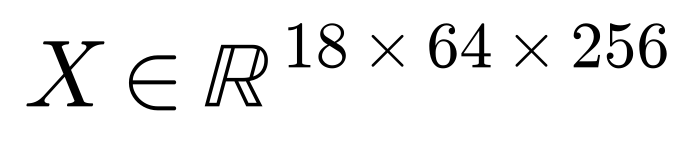 X ∈ ℝ^{18 × 64 × 256}